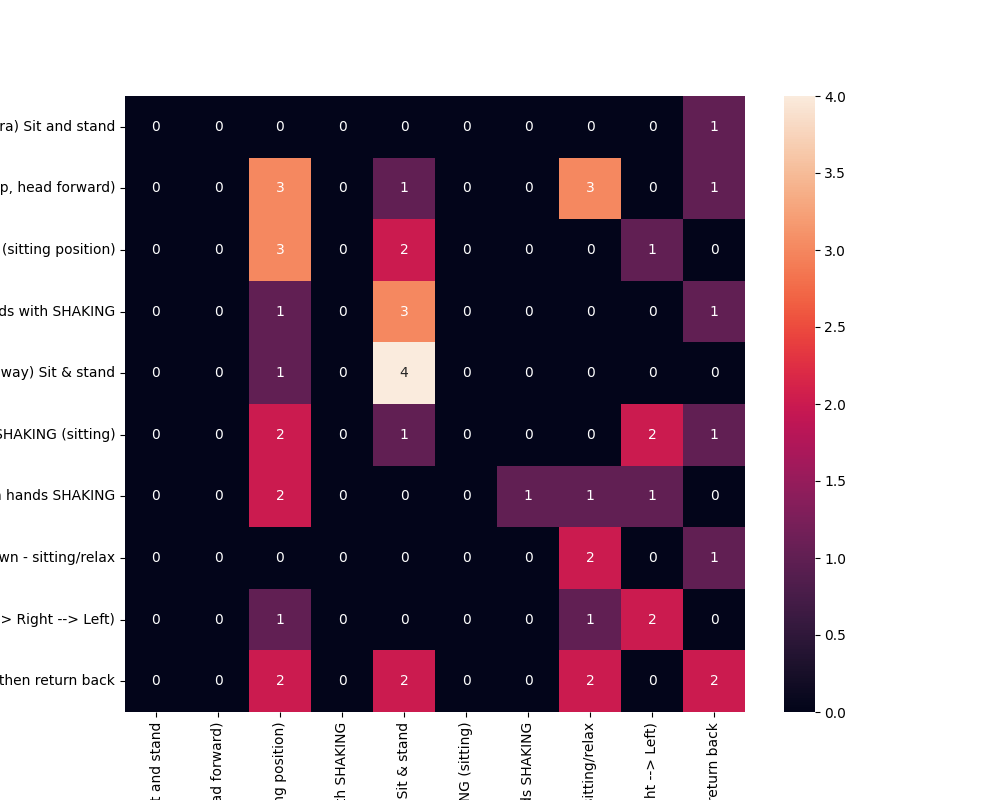 ra) Sit and stand 0 0 0 0 0 0 0 0 0 1
p, head forward) 0 0 3 0 1 0 0 3 0 1
(sitting position) 0 0 3 0 2 0 0 0 1 0
ds with SHAKING 0 0 1 0 3 0 0 0 0 1
way) Sit & stand 0 0 1 0 4 0 0 0 0 0
SHAKING (sitting) 0 0 2 0 1 0 0 0 2 1
hands SHAKING 0 0 2 0 0 0 1 1 1 0
wn - sitting/relax 0 0 0 0 0 0 0 2 0 1
> Right --> Left) 0 0 1 0 0 0 0 1 2 0
then return back 0 0 2 0 2 0 0 2 0 2
t and stand
ad forward)
ng position)
th SHAKING
Sit & stand
NG (sitting)
ds SHAKING
sitting/relax
ht --> Left)
return back
4.0
3.5
3.0
2.5
2.0
1.5
1.0
0.5
0.0